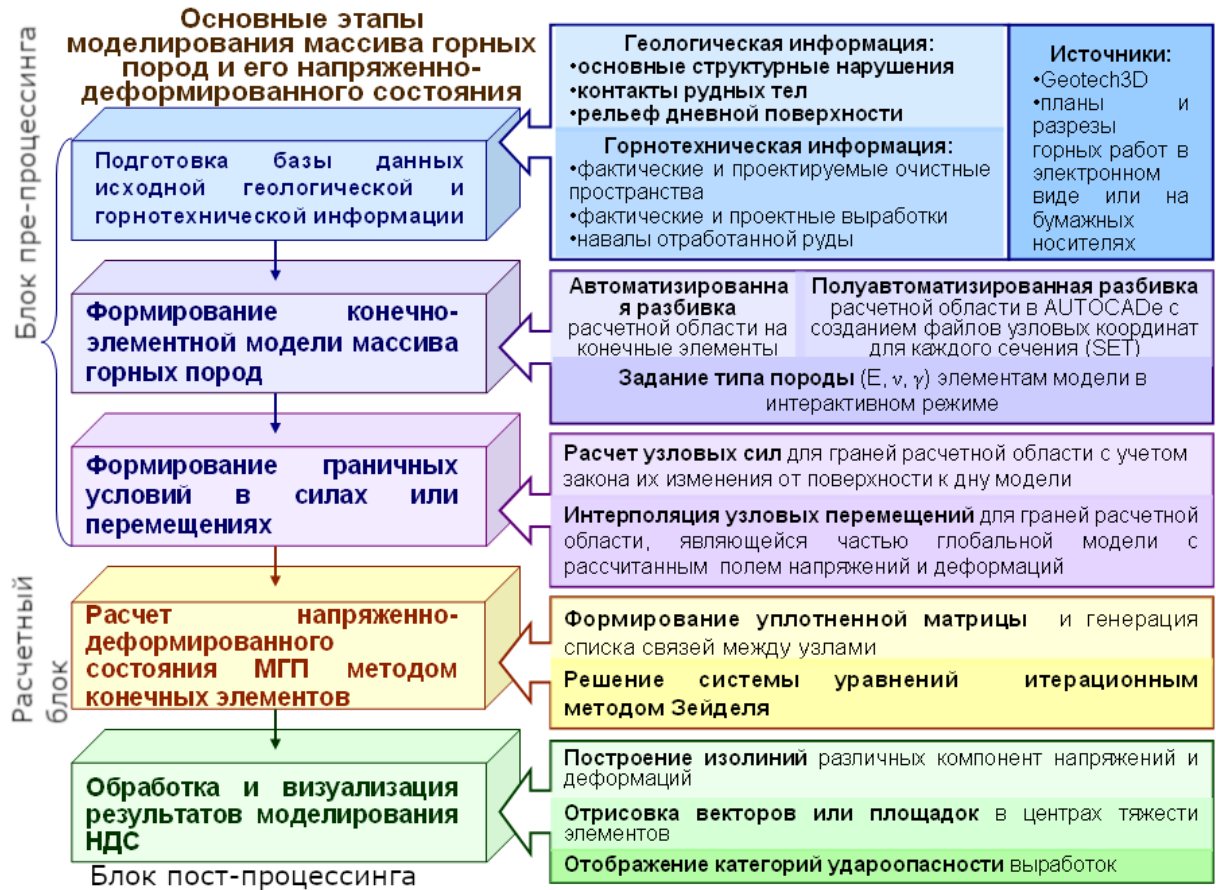 Основные этапы
моделирования массива горных
пород и его напряженно-
деформированного состояния
Блок пре-процессинга
Подготовка базы данных
исходной геологической и
горнотехнической информации
Геологическая информация:
•основные структурные нарушения
•контакты рудных тел
•рельеф дневной поверхности
Горнотехническая информация:
•фактические и проектируемые очистные
пространства
•фактические и проектные выработки
•навалы отработанной руды
Источники:
•Geotech3D
•планы и
разрезы
горных работ в
электронном
виде или на
бумажных
носителях
Формирование конечно-
элементной модели массива
горных пород
Автоматизированна
я разбивка
расчетной области на
конечные элементы
Полуавтоматизированная разбивка
расчетной области в AUTOCADe с
созданием файлов узловых координат
для каждого сечения (SET)
Задание типа породы (E, ν, γ) элементам модели в
интерактивном режиме
Формирование граничных
условий в силах или
перемещениях
Расчет узловых сил для граней расчетной области с учетом
закона их изменения от поверхности к дну модели
Интерполяция узловых перемещений для граней расчетной
области, являющейся частью глобальной модели с
рассчитанным полем напряжений и деформаций
Расчетный
блок
Расчет напряженно-
деформированного
состояния МГП методом
конечных элементов
Формирование уплотненной матрицы и генерация
списка связей между узлами
Решение системы уравнений итерационным
методом Зейделя
Обработка и визуализация
результатов моделирования
НДС
Построение изолиний различных компонент напряжений и
деформаций
Отрисовка векторов или площадок в центрах тяжести
элементов
Отображение категорий удароопасности выработок
Блок пост-процессинга